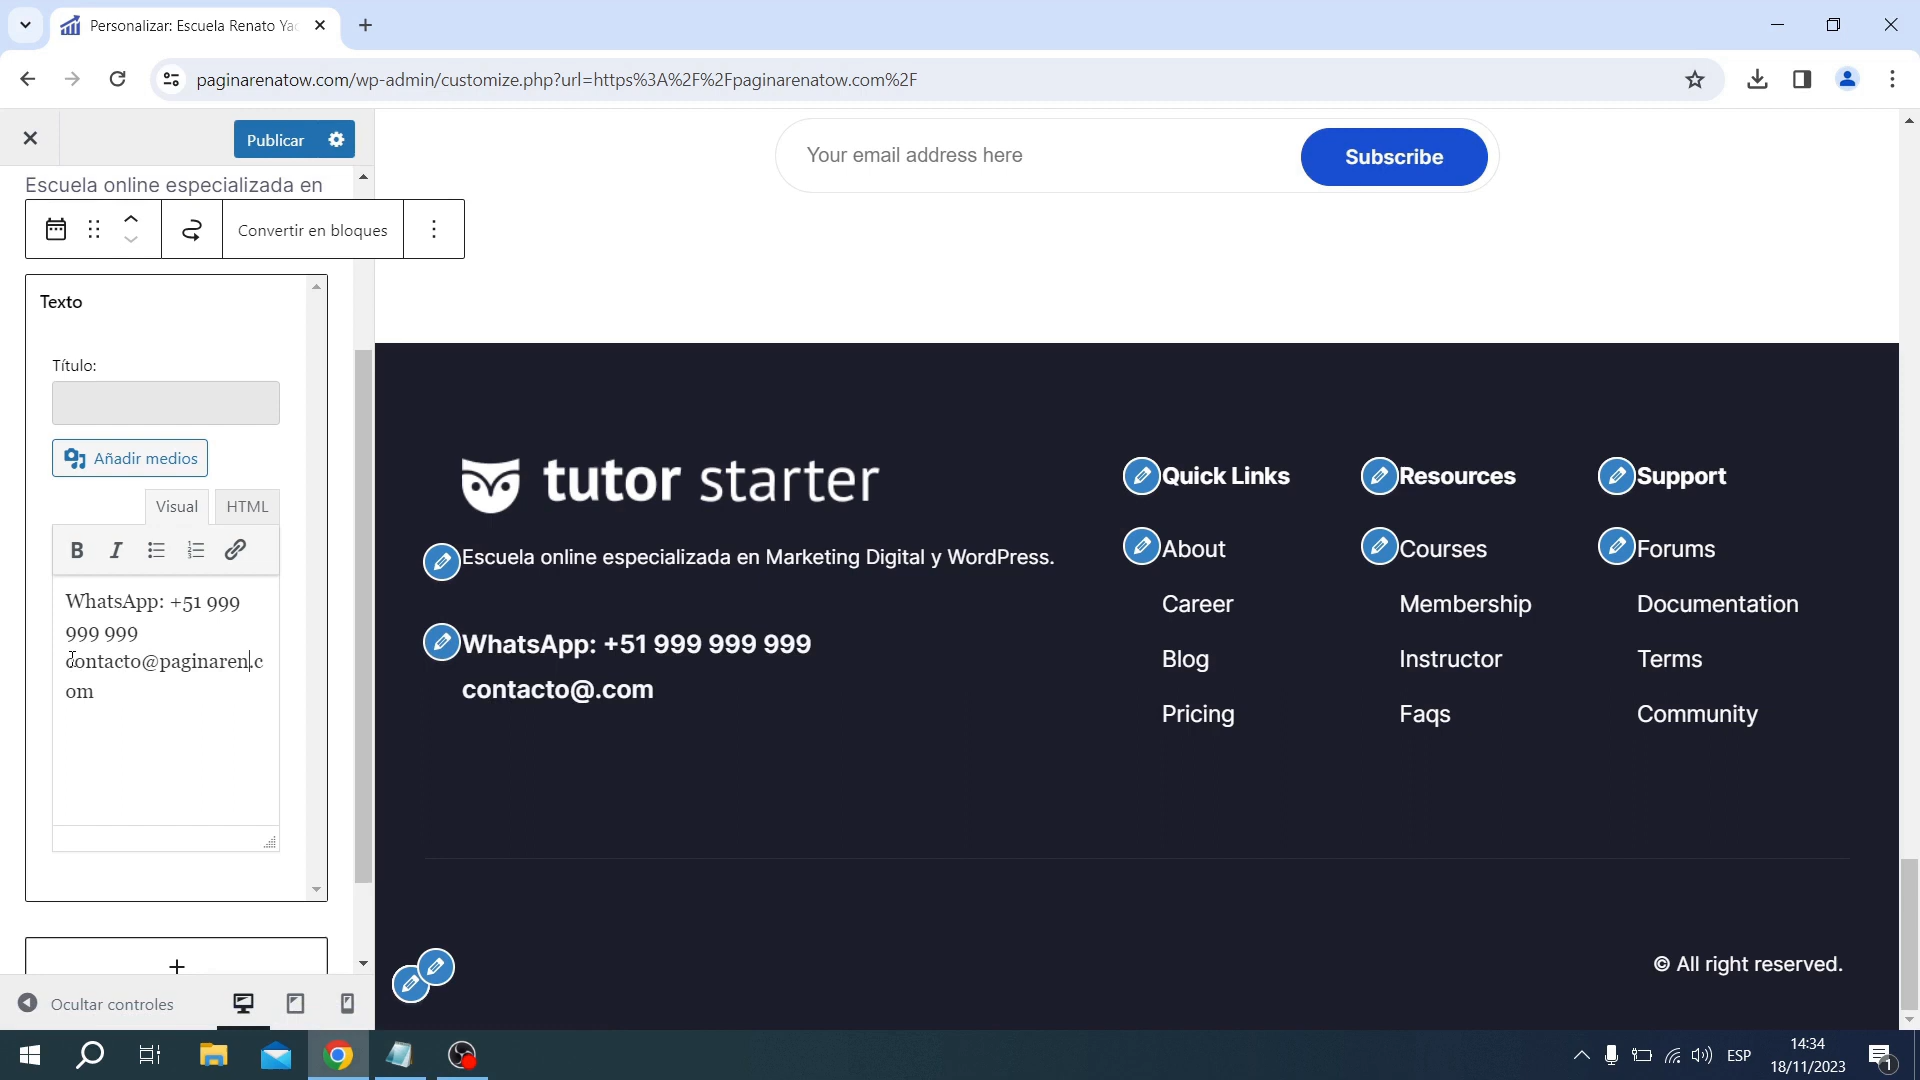 Personalizar: Escuela Renato Yac
paginarenatow.com/wp-admin/customize.php?url=https%3A%2F%2Fpaginarenatow.com%2F
Publicar
Escuela online especializada en
Convertir en bloques
Texto
Título:
Añadir medios
Visual
HTML
B
I
WhatsApp: +51 999
999 999
contacto@paginaren.c
om
Ocultar controles
Your email address here
Subscribe
tutor starter
Escuela online especializada en Marketing Digital y WordPress.
WhatsApp: +51 999 999 999
contacto@.com
Quick Links
About
Career
Blog
Pricing
Resources
Courses
Membership
Instructor
Faqs
Support
Forums
Documentation
Terms
Community
© All right reserved.
ESP
14:34
18/11/2023
1